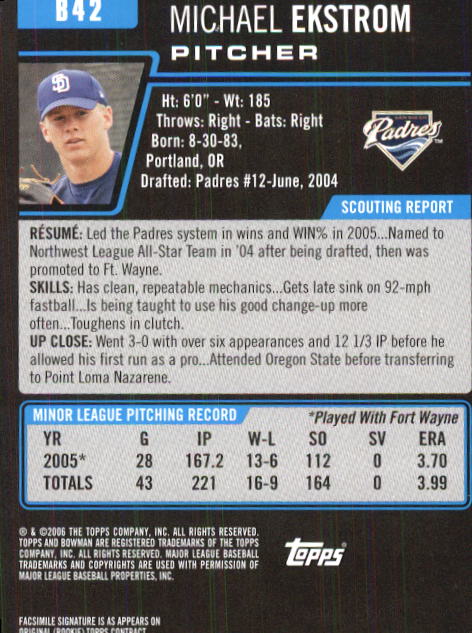 B42
MICHAEL EKSTROM
PITCHER
SD
Ht: 6'0" - Wt: 185
Throws: Right - Bats: Right
Born: 8-30-83,
Portland, OR
Drafted: Padres #12-June, 2004
Padres
TM
SCOUTING REPORT
RÉSUMÉ: Led the Padres system in wins and WIN% in 2005...Named to
Northwest League All-Star Team in '04 after being drafted, then was
promoted to Ft. Wayne.
SKILLS: Has clean, repeatable mechanics...Gets late sink on 92-mph
fastball...Is being taught to use his good change-up more
often...Toughens in clutch.
UP CLOSE: Went 3-0 with over six appearances and 12 1/3 IP before he
allowed his first run as a pro...Attended Oregon State before transferring
to Point Loma Nazarene.
MINOR LEAGUE PITCHING RECORD *Played With Fort Wayne
YR G IP W-L SO SV ERA
2005* 28 167.2 13-6 112 0 3.70
TOTALS 43 221 16-9 164 0 3.99
® & ©2006 THE TOPPS COMPANY, INC. ALL RIGHTS RESERVED.
TOPPS AND BOWMAN ARE REGISTERED TRADEMARKS OF THE TOPPS
COMPANY, INC. ALL RIGHTS RESERVED. MAJOR LEAGUE BASEBALL
TRADEMARKS AND COPYRIGHTS ARE USED WITH PERMISSION OF
MAJOR LEAGUE BASEBALL PROPERTIES, INC.
Topps®
FACSIMILE SIGNATURE IS AS APPEARS ON
ORIGINAL (ROOKIE) TOPPS CONTRACT